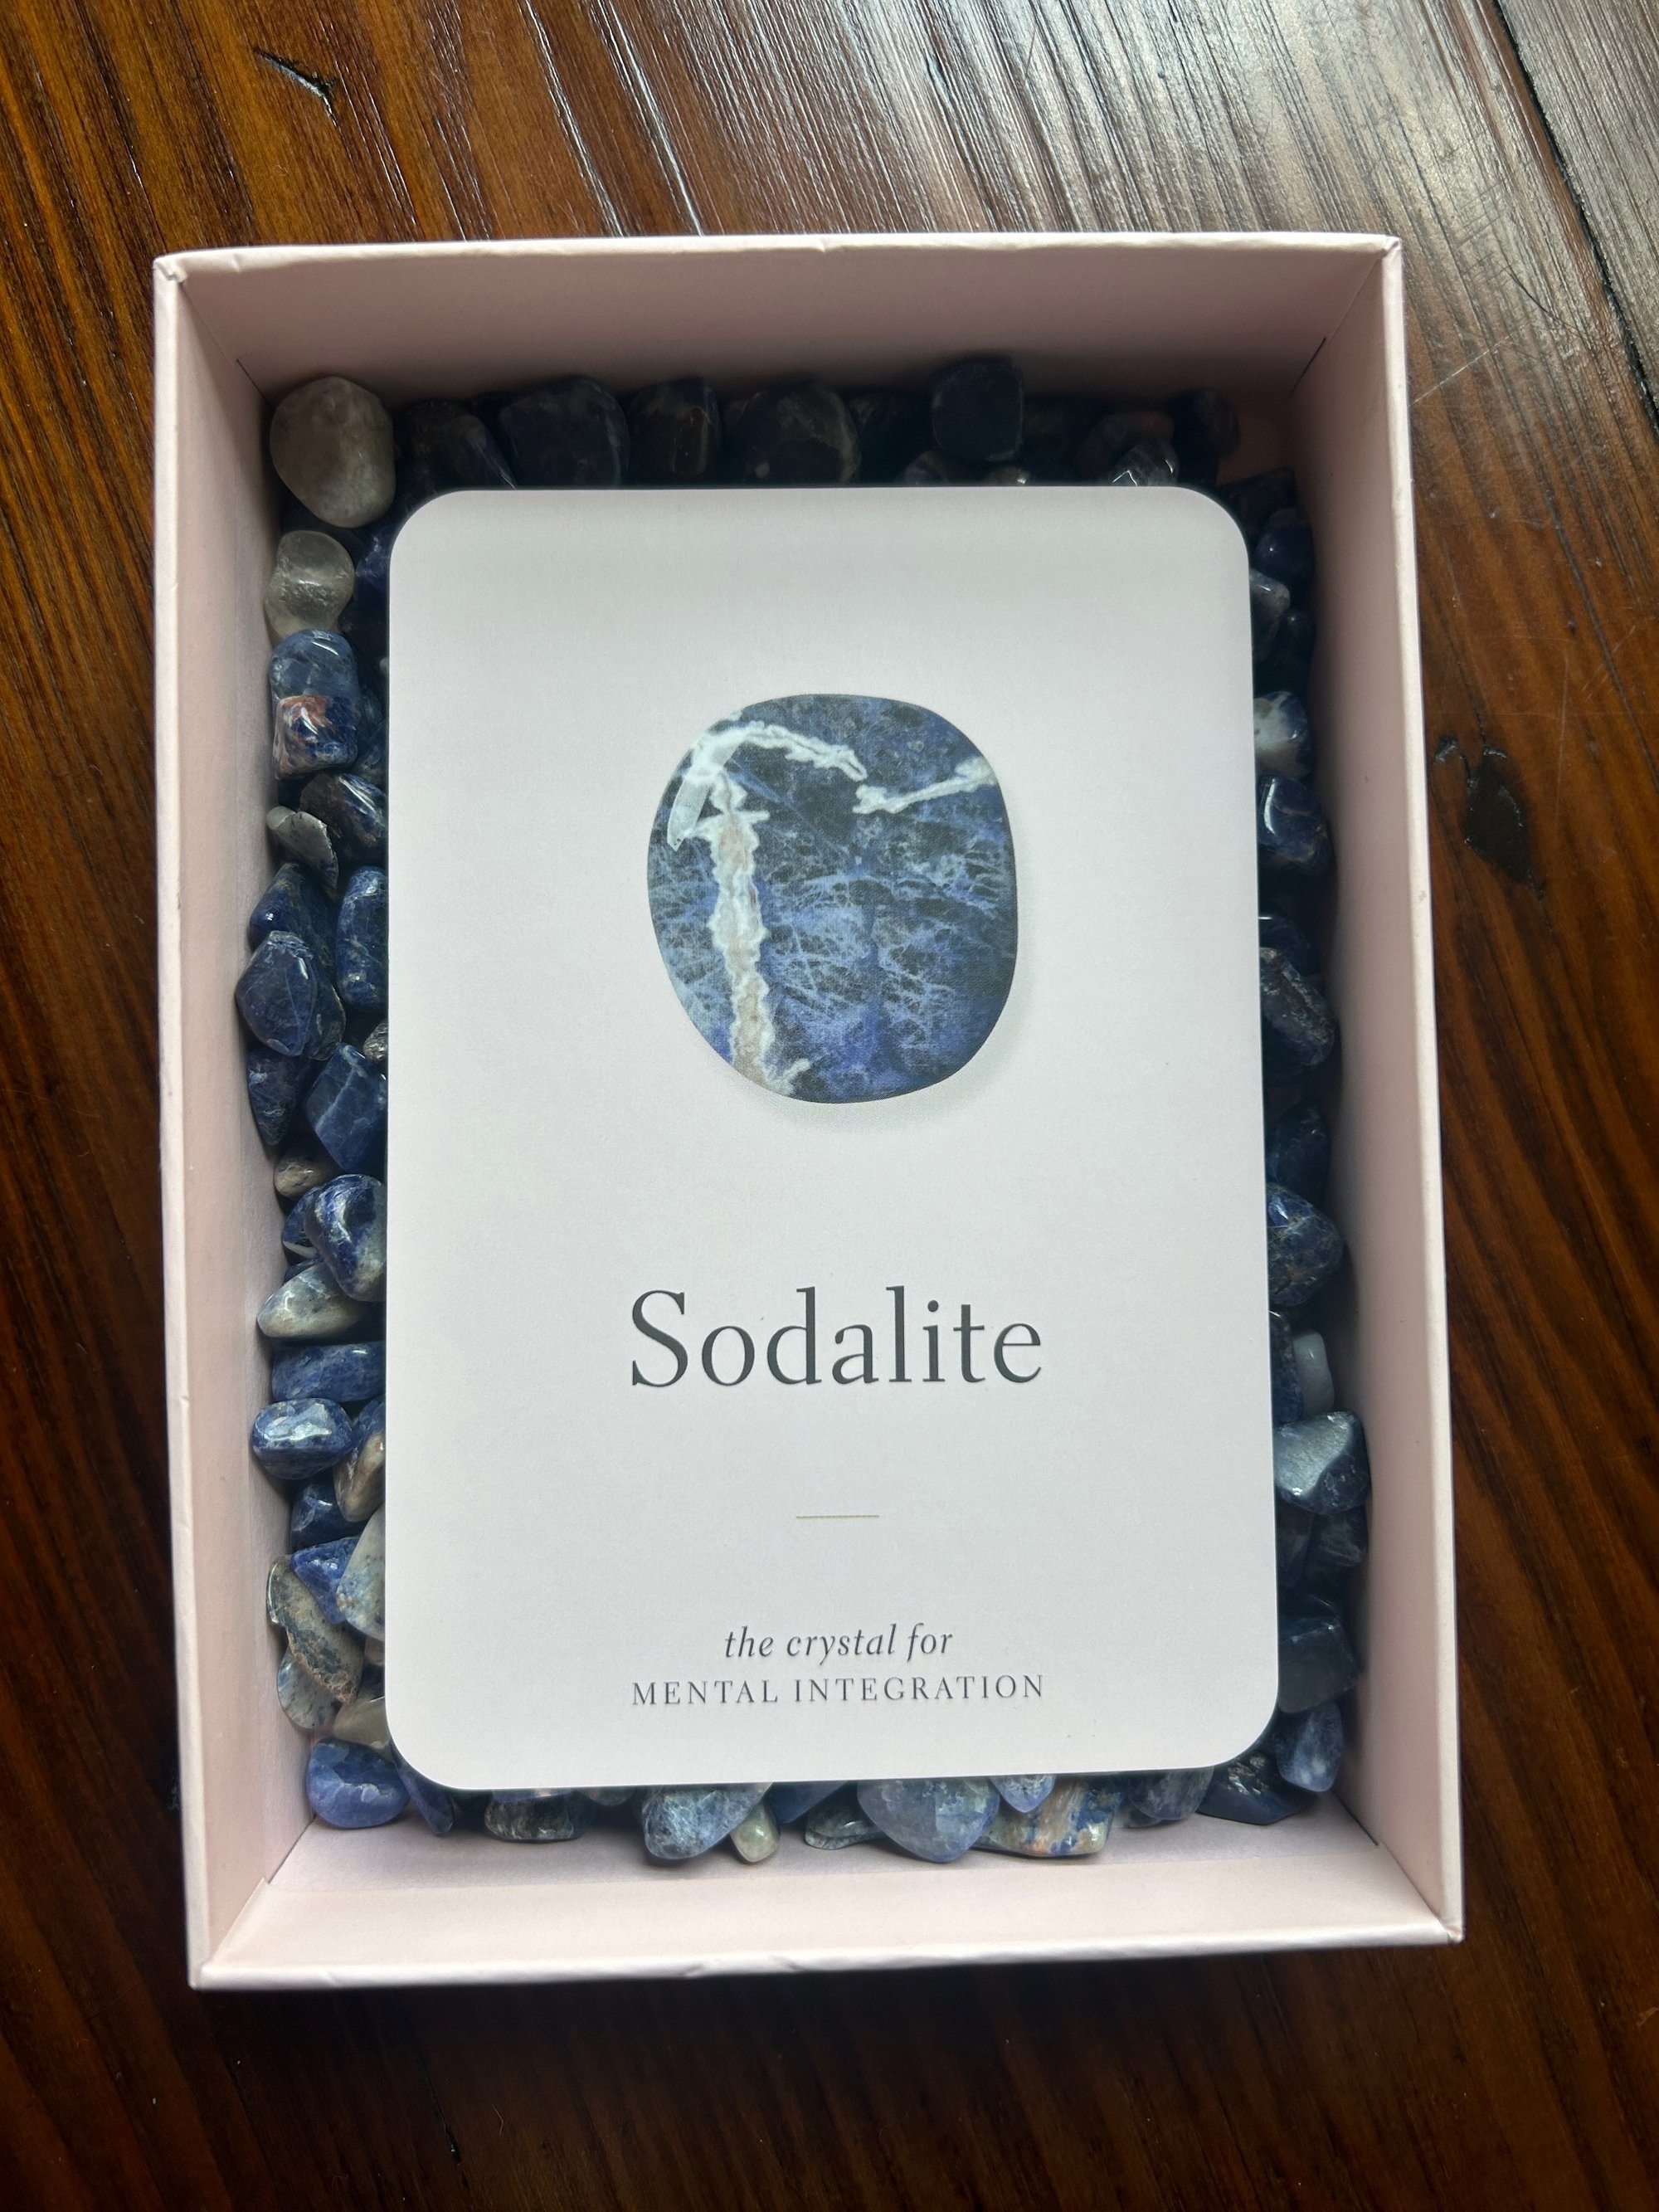 Sodalite
the crystal for
MENTAL INTEGRATION